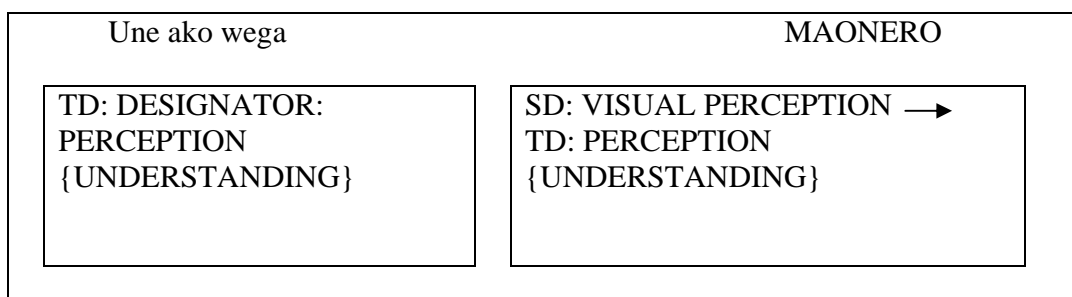 Une ako wega MAONERO
TD: DESIGNATOR:
PERCEPTION
{UNDERSTANDING}
SD: VISUAL PERCEPTION →
TD: PERCEPTION
{UNDERSTANDING}